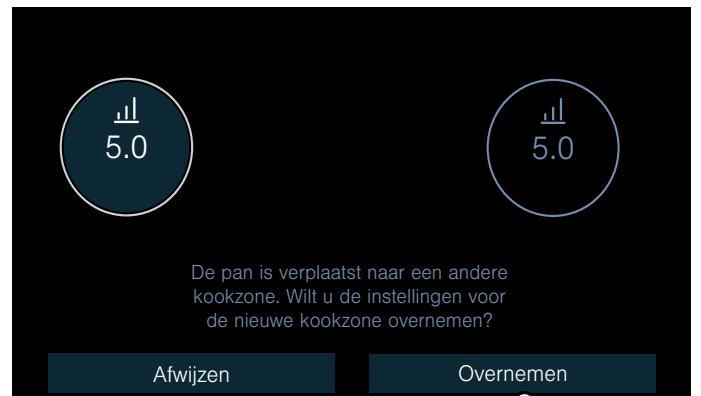 5.0
5.0
De pan is verplaatst naar een andere
kookzone. Wilt u de instellingen voor
de nieuwe kookzone overnemen?
Afwijzen
Overnemen